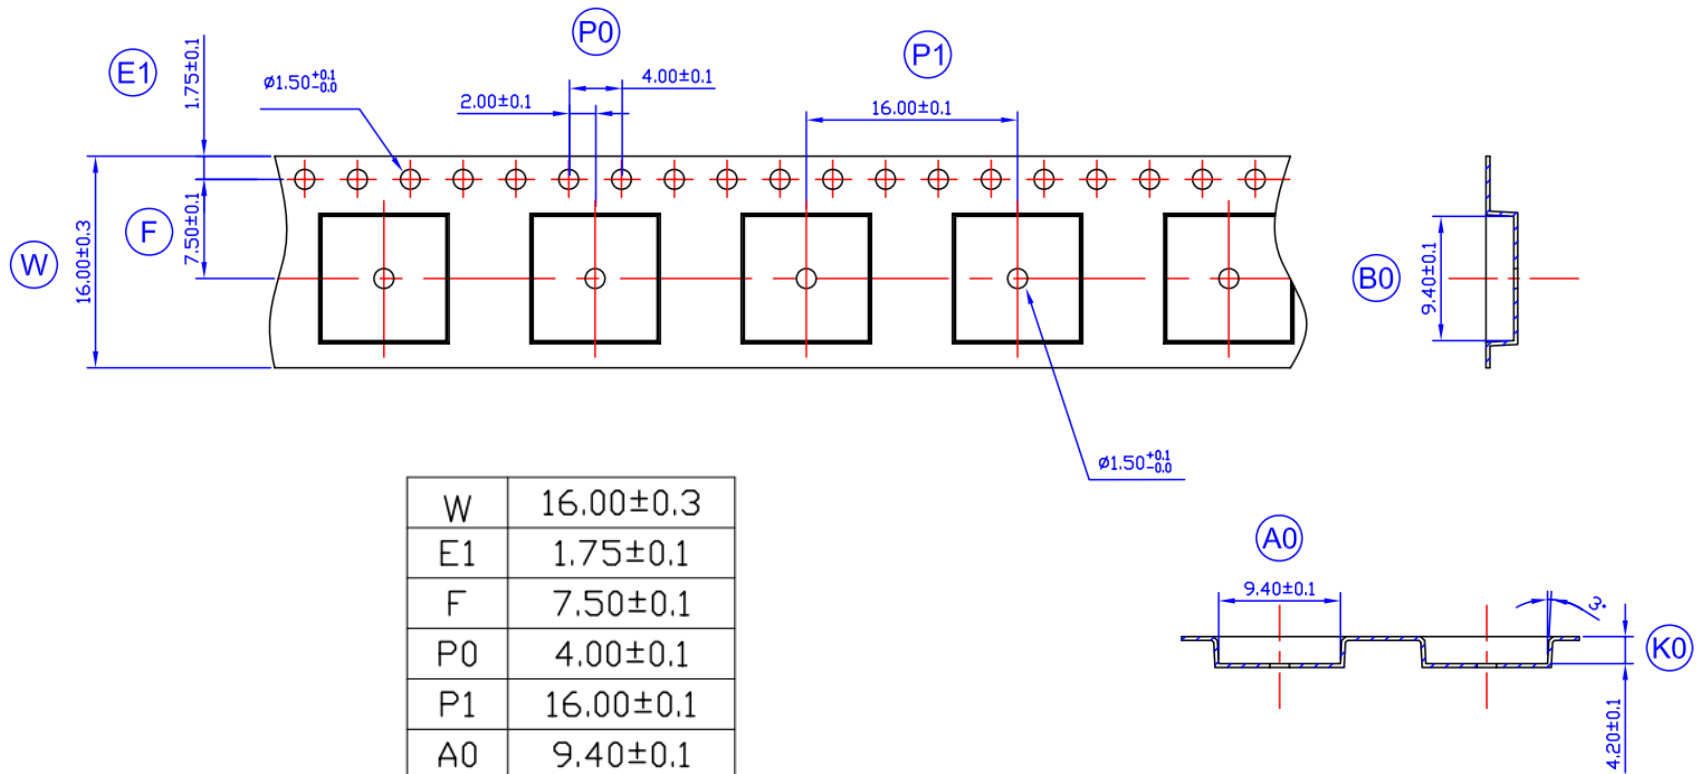 P0
P1
E1
1.75±0.1
ø1.50+0.1-0.0
2.00±0.1
4.00±0.1
16.00±0.1
W
16.00±0.3
F
7.50±0.1
B0
9.40±0.1
ø1.50+0.1-0.0
W 16.00±0.3
E1 1.75±0.1
F 7.50±0.1
P0 4.00±0.1
P1 16.00±0.1
A0 9.40±0.1
A0
9.40±0.1
3°
K0
4.20±0.1